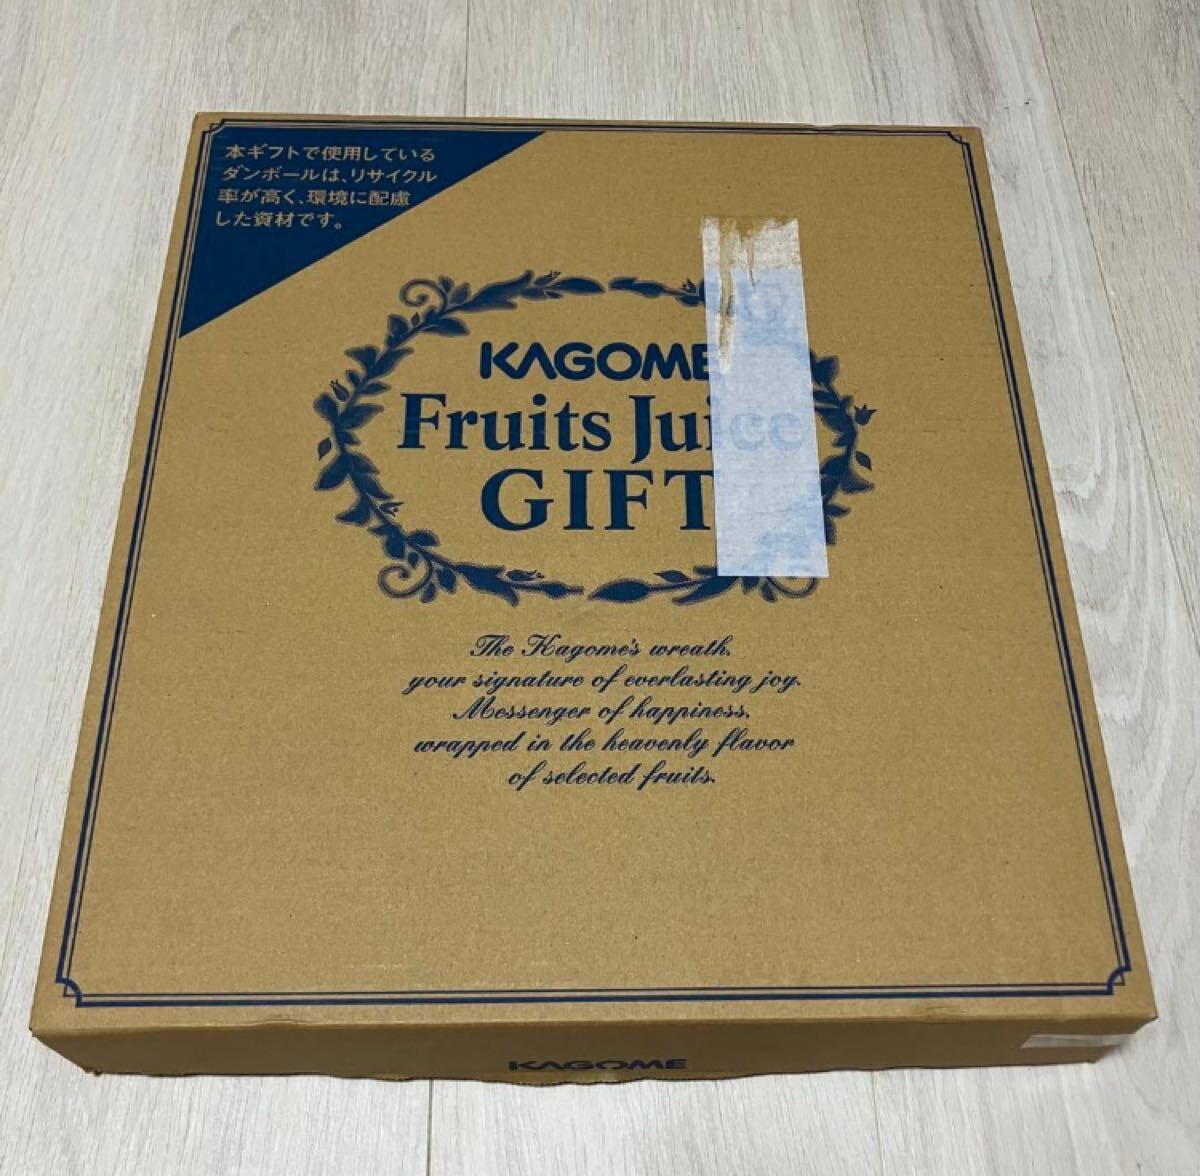 本ギフトで使用している
ダンボールは、リサイクル
率が高く、環境に配慮
した資材です。
KAGOME
Fruits Juice
GIFT
The Kagome's wreath,
your signature of everlasting joy.
Messenger of happiness,
wrapped in the heavenly flavor
of selected fruits.
KAGOME